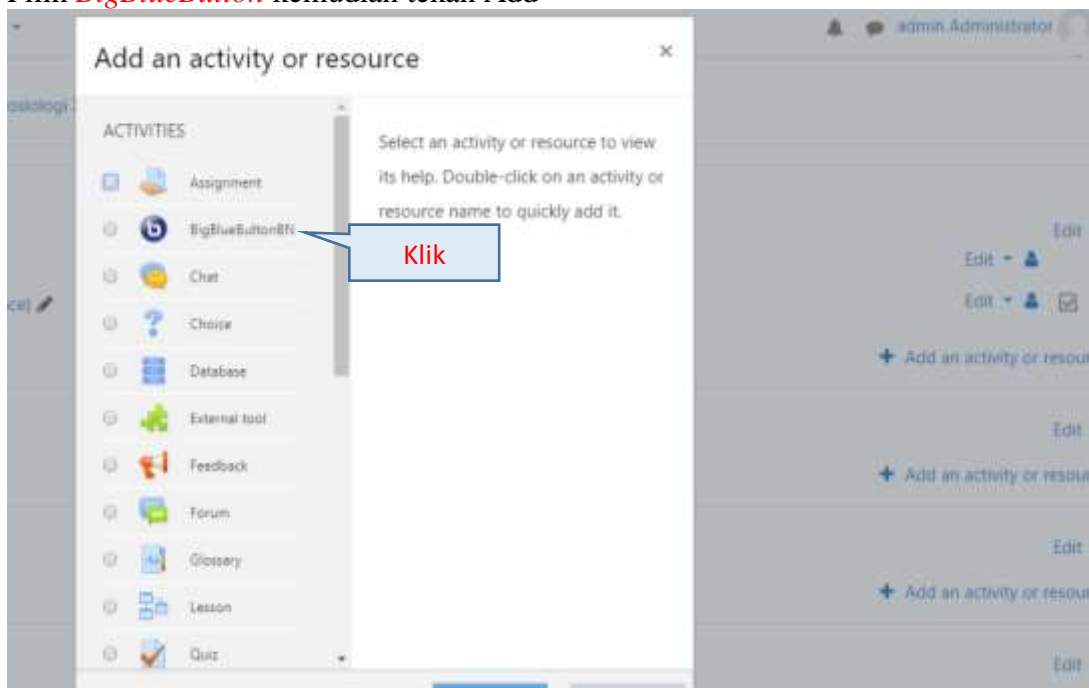 Pilih BigBlueButton kemudian tekan Add
admin Administrator
Add an activity or resource
×
ACTIVITIES
Select an activity or resource to view
its help. Double-click on an activity or
resource name to quickly add it.
Assignment
BigBlueButtonBN
Klik
Chat
Choice
Database
External tool
Feedback
Forum
Glossary
Lesson
Quiz
Edit
Edit
Edit
+ Add an activity or resour
Edit
+ Add an activity or resour
Edit
+ Add an activity or resour
Edit